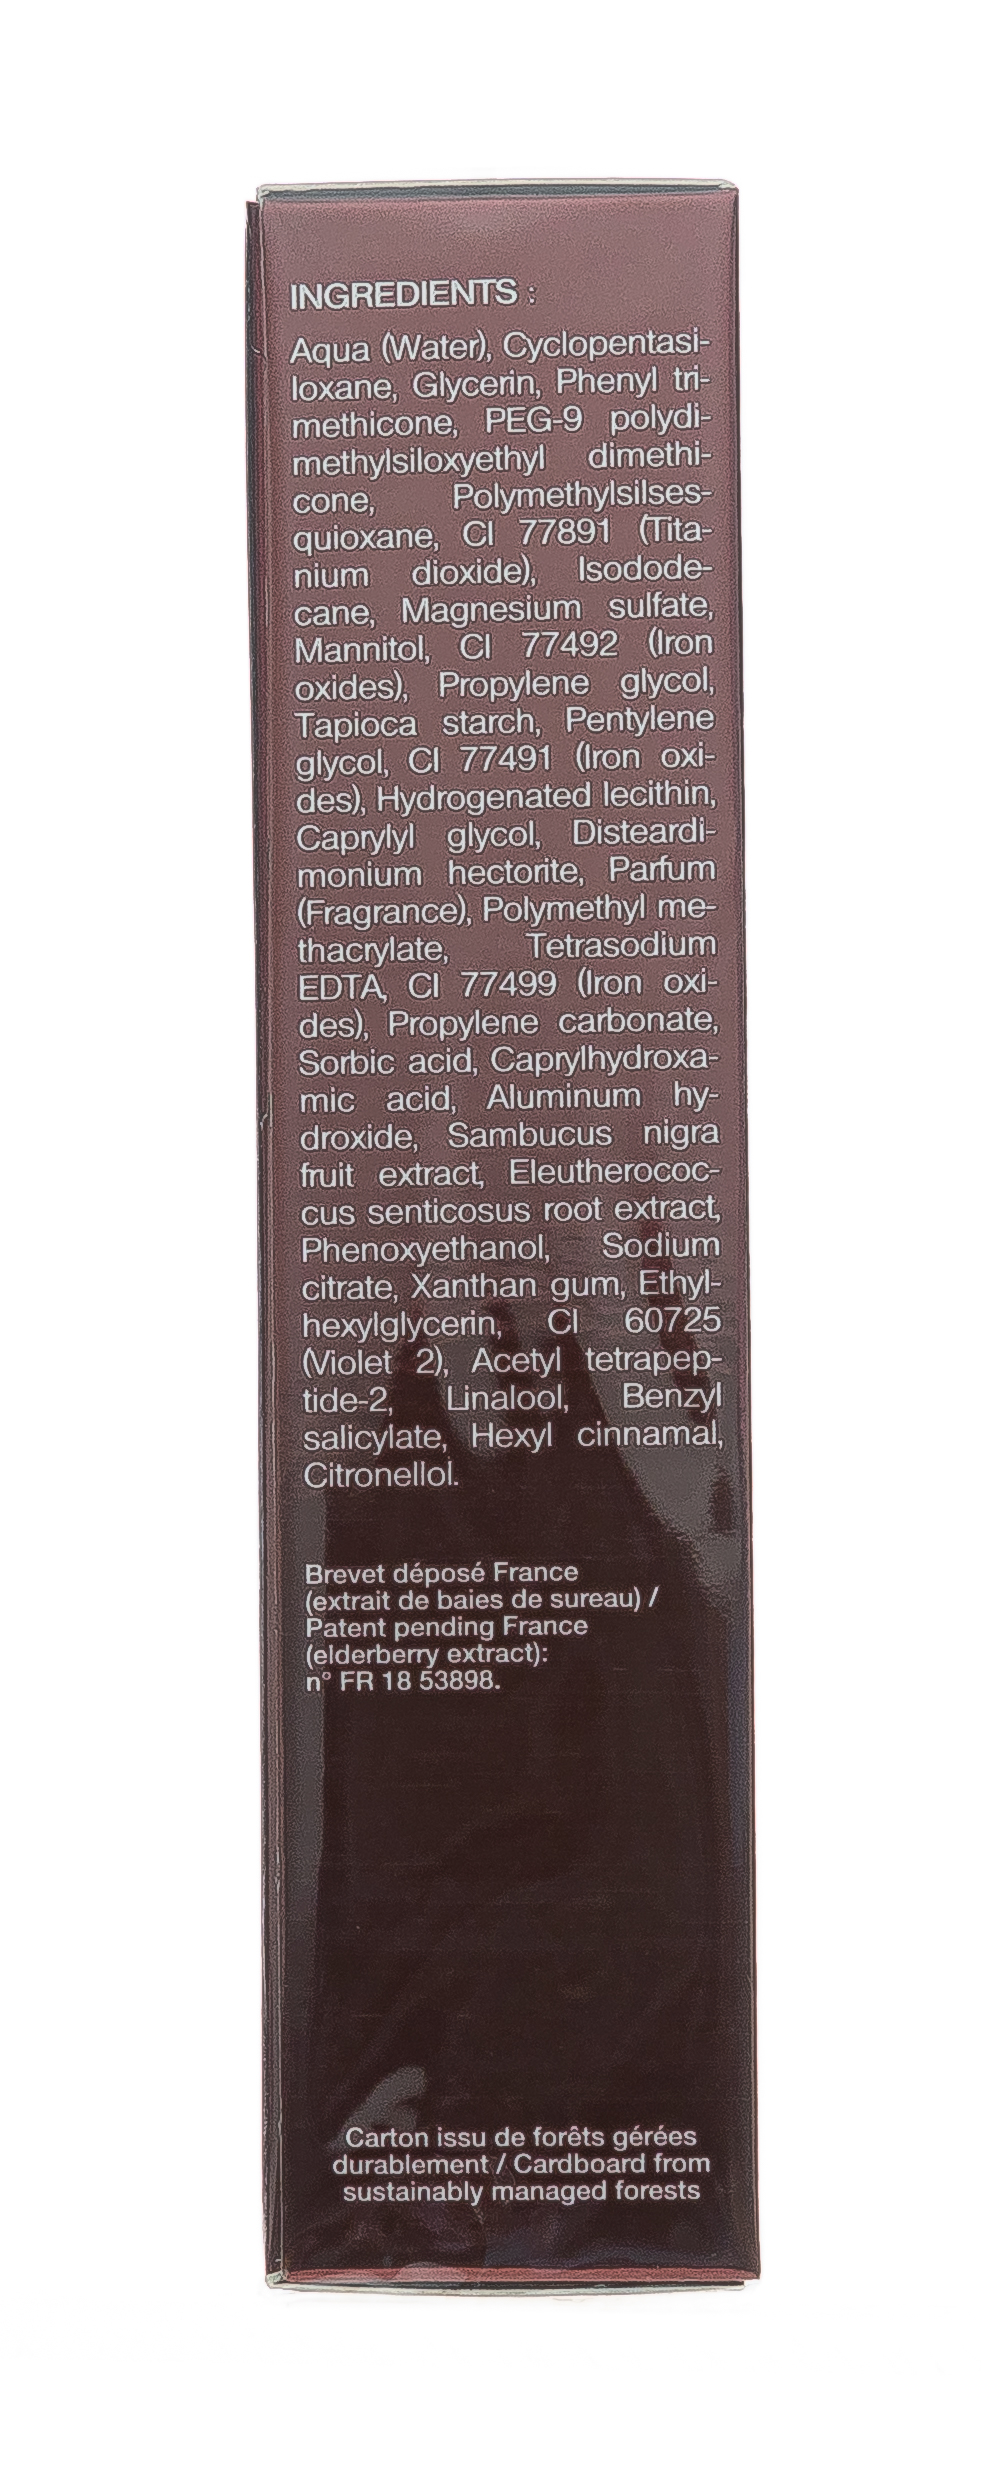 INGREDIENTS :
Aqua (Water), Cyclopentasi-
loxane, Glycerin, Phenyl tri-
methicone, PEG-9 polydi-
methylsiloxyethyl dimethi-
cone, Polymethylsilses-
quioxane, CI 77891 (Tita-
nium dioxide), Isodode-
cane, Magnesium sulfate,
Mannitol, CI 77492 (Iron
oxides), Propylene glycol,
Tapioca starch, Pentylene
glycol, CI 77491 (Iron oxi-
des), Hydrogenated lecithin,
Caprylyl glycol, Disteardi-
monium hectorite, Parfum
(Fragrance), Polymethyl me-
thacrylate, Tetrasodium
EDTA, CI 77499 (Iron oxi-
des), Propylene carbonate,
Sorbic acid, Caprylhydroxa-
mic acid, Aluminum hy-
droxide, Sambucus nigra
fruit extract, Eleutherococ-
cus senticosus root extract,
Phenoxyethanol, Sodium
citrate, Xanthan gum, Ethyl-
hexylglycerin, CI 60725
(Violet 2), Acetyl tetrapep-
tide-2, Linalool, Benzyl
salicylate, Hexyl cinnamal,
Citronellol.
Brevet déposé France
(extrait de baies de sureau) /
Patent pending France
(elderberry extract):
n° FR 18 53898.
Carton issu de forêts gérées
durablement / Cardboard from
sustainably managed forests